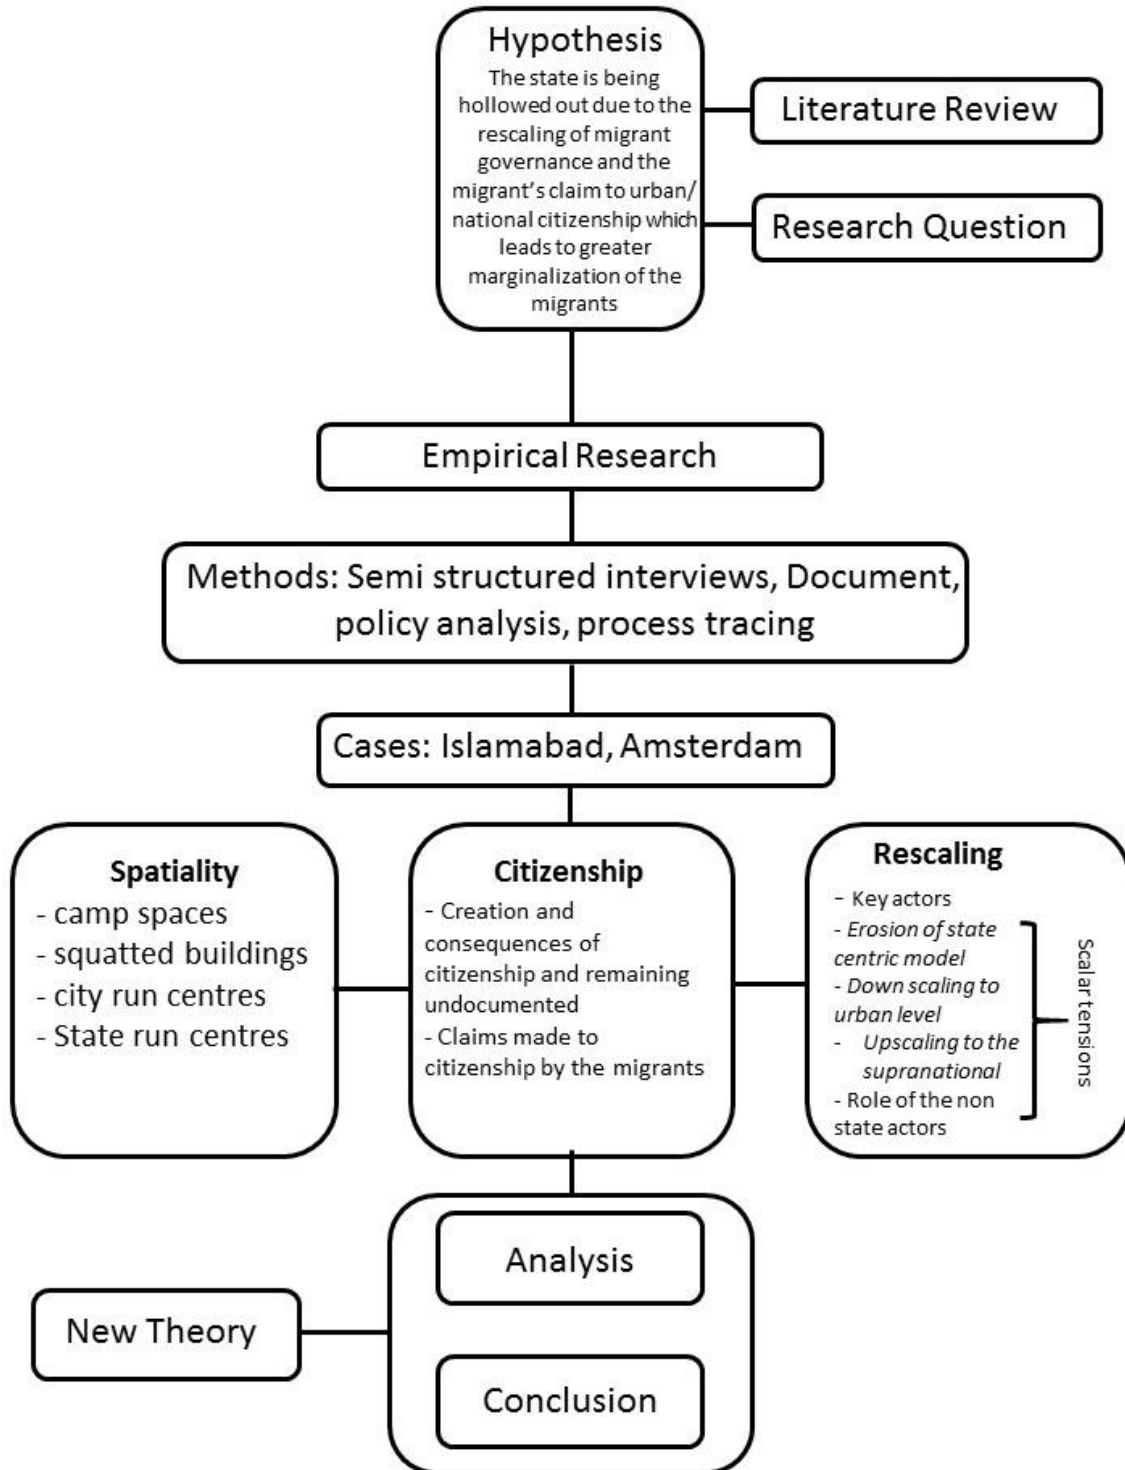 Hypothesis
The state is being
hollowed out due to the
rescaling of migrant
governance and the
migrant's claim to urban/
national citizenship which
leads to greater
marginalization of the
migrants
Literature Review
Research Question
Empirical Research
Methods: Semi structured interviews, Document,
policy analysis, process tracing
Cases: Islamabad, Amsterdam
Spatiality
- camp spaces
- squatted buildings
- city run centres
- State run centres
Citizenship
- Creation and
consequences of
citizenship and remaining
undocumented
- Claims made to
citizenship by the migrants
Rescaling
- Key actors
- Erosion of state
centric model
- Down scaling to
urban level
- Upscaling to the
supranational
- Role of the non
state actors
Scalar tensions
Analysis
New Theory
Conclusion